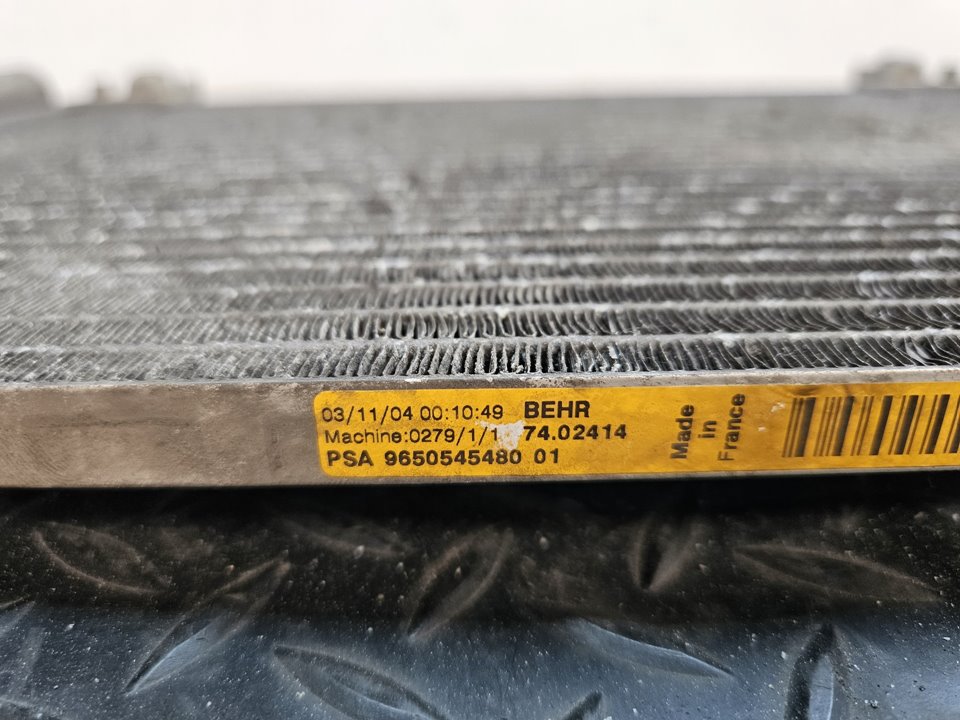 03/11/04 00:10:49 BEHR
Machine:0279/1/1 74.02414
PSA 9650545480 01
Made
in
France